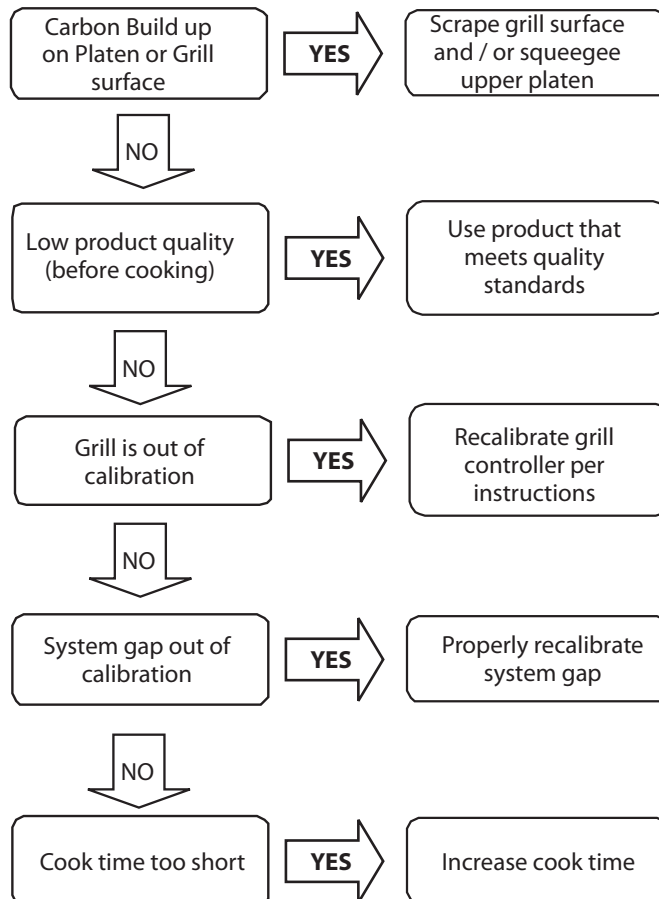 Carbon Build up
on Platen or Grill
surface
YES
Scrape grill surface
and / or squeegee
upper platen
NO
Low product quality
(before cooking)
YES
Use product that
meets quality
standards
NO
Grill is out of
calibration
YES
Recalibrate grill
controller per
instructions
NO
System gap out of
calibration
YES
Properly recalibrate
system gap
NO
Cook time too short
YES
Increase cook time